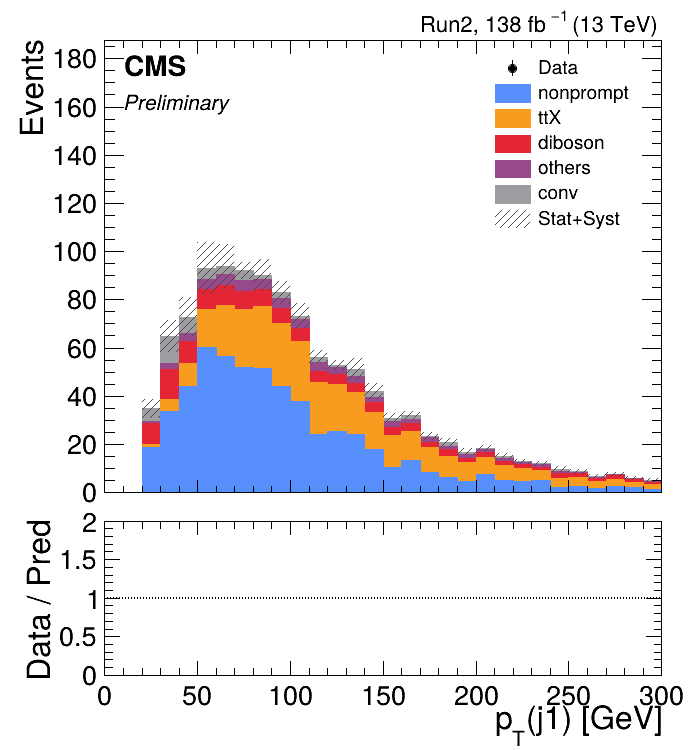 Run2, 138 fb⁻¹ (13 TeV)
Events
180
160
140
120
100
80
60
40
20
0
CMS
Preliminary
Data
nonprompt
ttX
diboson
others
conv
Stat+Syst
Data / Pred
2
1.5
1
0.5
0
0 50 100 150 200 250 300
p_T(j1) [GeV]